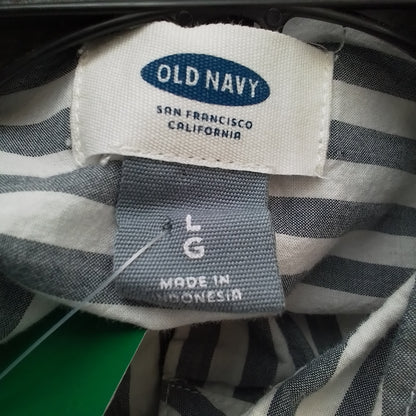 OLD NAVY
SAN FRANCISCO
CALIFORNIA
L
G
MADE IN
INDONESIA